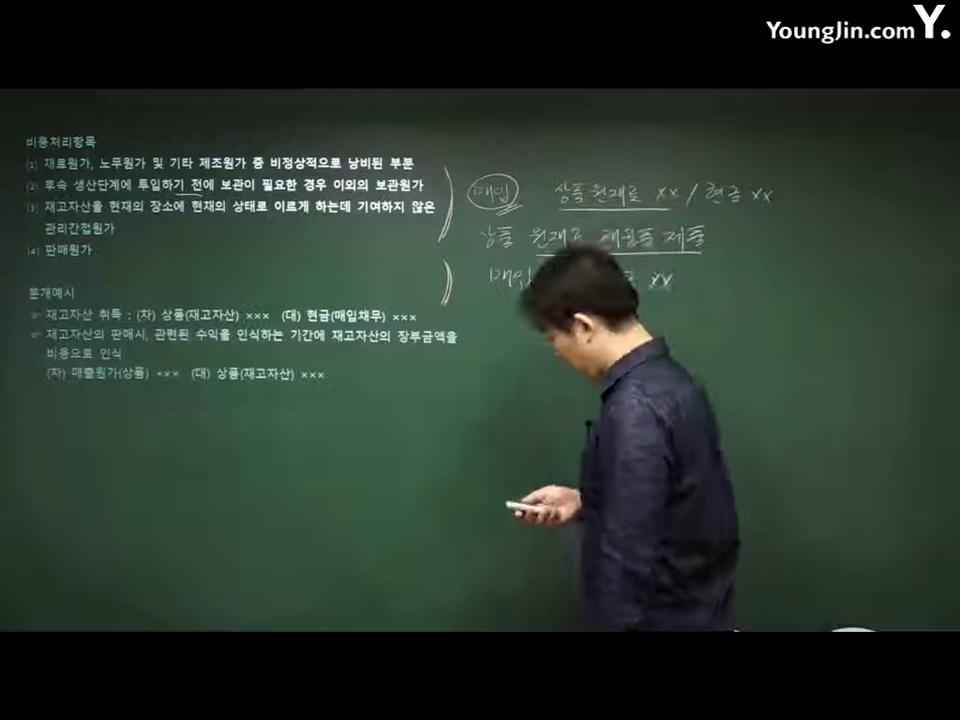 YoungJin.com Y.
비용처리항목
(1) 재료원가, 노무원가 및 기타 제조원가 중 비정상적으로 낭비된 부분
(2) 후속 생산단계에 투입하기 전에 보관이 필요한 경우 이외의 보관원가
(3) 재고자산을 현재의 장소에 현재의 상태로 이르게 하는데 기여하지 않은
관리간접원가
(4) 판매원가
분개예시
☞ 재고자산 취득 : (차) 상품(재고자산) ××× (대) 현금(매입채무) ×××
☞ 재고자산의 판매시, 관련된 수익을 인식하는 기간에 재고자산의 장부금액을
비용으로 인식
(차) 매출원가(상품) ××× (대) 상품(재고자산) ×××
매입 상품 원재료 xx / 현금 xx
상품 원재료 제품
매입 xx